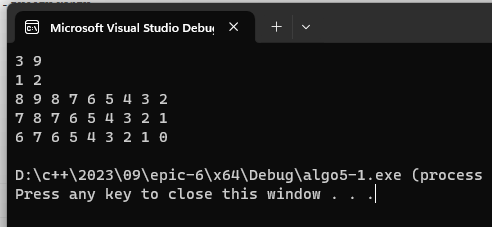 Microsoft Visual Studio Debug
3 9
1 2
8 9 8 7 6 5 4 3 2
7 8 7 6 5 4 3 2 1
6 7 6 5 4 3 2 1 0
D:\c++\2023\09\epic-6\x64\Debug\algo5-1.exe (process
Press any key to close this window . . .